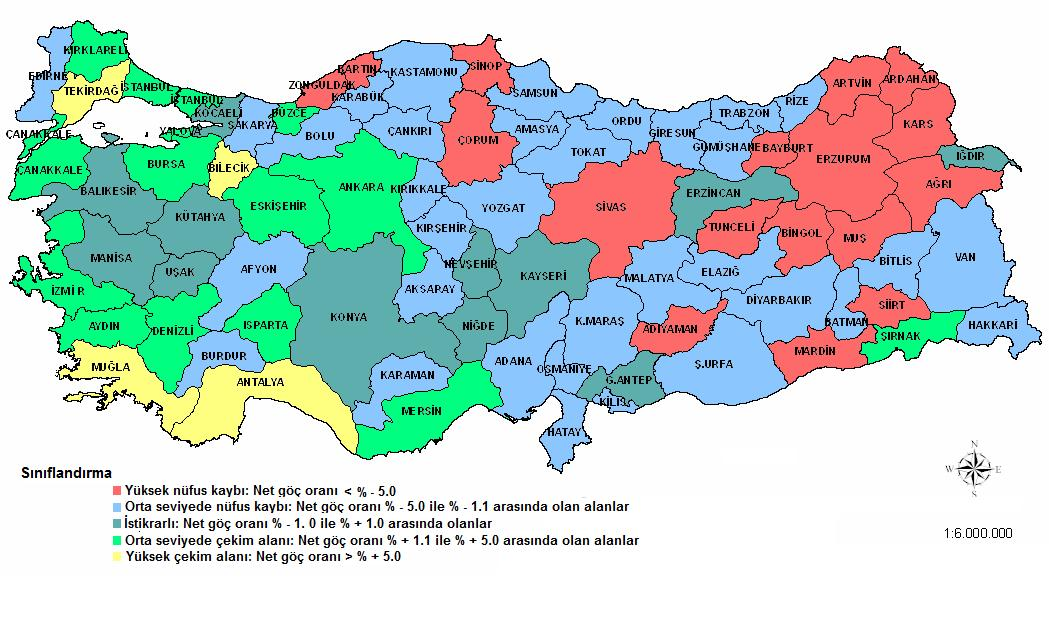 KIRKLARELİ
EDİRNE
TEKİRDAĞ
İSTANBUL
İSTANBUL
KOCAELİ
YALOVA
SAKARYA
DÜZCE
ZONGULDAK
BARTIN
KARABÜK
KASTAMONU
SİNOP
SAMSUN
BOLU
ÇANKIRI
ÇORUM
AMASYA
TOKAT
ORDU
GİRESUN
TRABZON
GÜMÜŞHANE
RİZE
BAYBURT
ARTVİN
ARDAHAN
KARS
ERZURUM
IĞDIR
AĞRI
ÇANAKKALE
ÇANAKKALE
BALIKESİR
BURSA
BİLECİK
KÜTAHYA
ESKİŞEHİR
ANKARA
KIRIKKALE
KIRŞEHİR
YOZGAT
SİVAS
ERZİNCAN
TUNCELİ
BİNGOL
MUŞ
BİTLİS
VAN
MANİSA
UŞAK
AFYON
İZMİR
AYDIN
DENİZLİ
ISPARTA
BURDUR
MUĞLA
ANTALYA
KONYA
AKSARAY
NEVŞEHİR
KAYSERİ
NİĞDE
KARAMAN
MERSİN
ADANA
OSMANİYE
HATAY
K.MARAŞ
MALATYA
ELAZIĞ
ADIYAMAN
G.ANTEP
KİLİS
Ş.URFA
DİYARBAKIR
BATMAN
MARDİN
SİİRT
ŞIRNAK
HAKKARİ
Sınıflandırma
Yüksek nüfus kaybı: Net göç oranı < % - 5.0
Orta seviyede nüfus kaybı: Net göç oranı % - 5.0 ile % - 1.1 arasında olan alanlar
İstikrarlı: Net göç oranı % - 1. 0 ile % + 1.0 arasında olanlar
Orta seviyede çekim alanı: Net göç oranı % + 1.1 ile % + 5.0 arasında olan alanlar
Yüksek çekim alanı: Net göç oranı > % + 5.0
N
W E
S
1:6.000.000